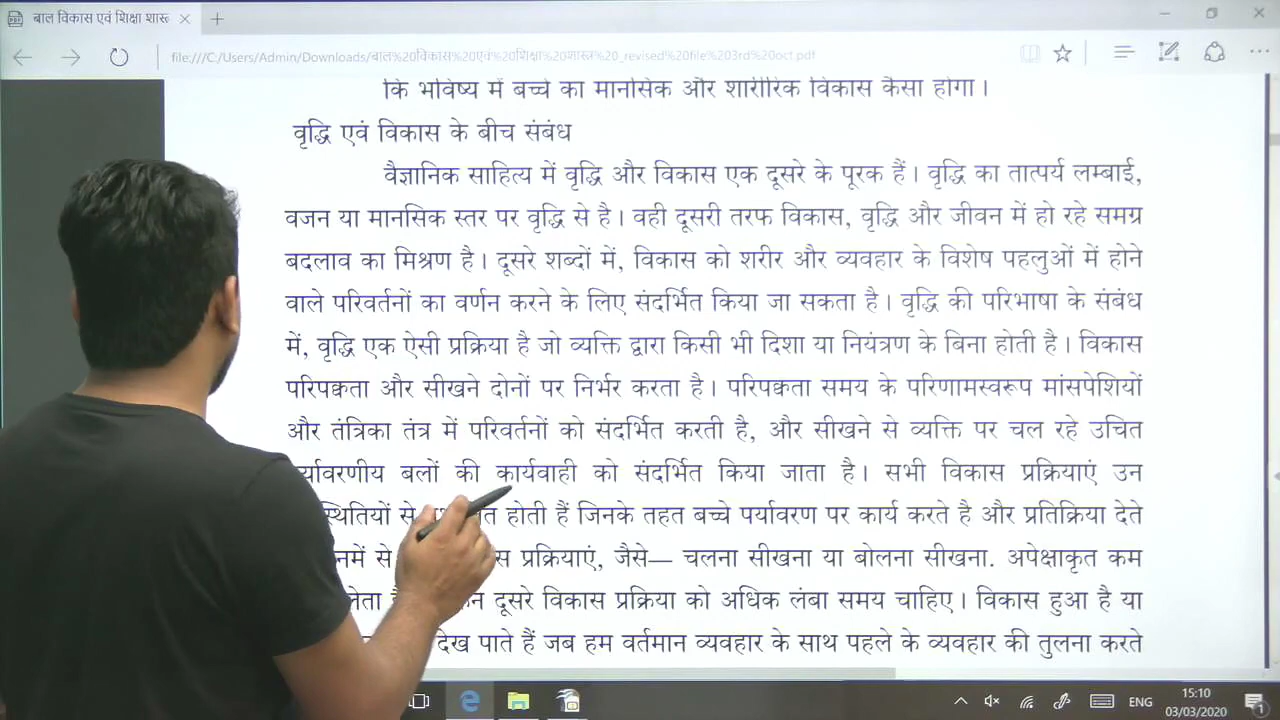 बाल विकास एवं शिक्षा शास्
file:///C:/Users/Admin/Downloads/बाल%20विकास%20एवं%20शिक्षा%20शास्त्र%20_revised%20file%203rd%20oct.pdf
कि भविष्य में बच्चे का मानसिक और शारीरिक विकास कैसा होगा।
वृद्धि एवं विकास के बीच संबंध
वैज्ञानिक साहित्य में वृद्धि और विकास एक दूसरे के पूरक हैं। वृद्धि का तात्पर्य लम्बाई,
वजन या मानसिक स्तर पर वृद्धि से है। वही दूसरी तरफ विकास, वृद्धि और जीवन में हो रहे समग्र
बदलाव का मिश्रण है। दूसरे शब्दों में, विकास को शरीर और व्यवहार के विशेष पहलुओं में होने
वाले परिवर्तनों का वर्णन करने के लिए संदर्भित किया जा सकता है। वृद्धि की परिभाषा के संबंध
में, वृद्धि एक ऐसी प्रक्रिया है जो व्यक्ति द्वारा किसी भी दिशा या नियंत्रण के बिना होती है। विकास
परिपक्वता और सीखने दोनों पर निर्भर करता है। परिपक्वता समय के परिणामस्वरूप मांसपेशियों
और तंत्रिका तंत्र में परिवर्तनों को संदर्भित करती है, और सीखने से व्यक्ति पर चल रहे उचित
बलों की कार्यवाही को संदर्भित किया जाता है। सभी विकास प्रक्रियाएं उन
से होती हैं जिनके तहत बच्चे पर्यावरण पर कार्य करते है और प्रतिक्रिया देते
से प्रक्रियाएं, जैसे— चलना सीखना या बोलना सीखना. अपेक्षाकृत कम
दूसरे विकास प्रक्रिया को अधिक लंबा समय चाहिए। विकास हुआ है या
देख पाते हैं जब हम वर्तमान व्यवहार के साथ पहले के व्यवहार की तुलना करते
ENG
15:10
03/03/2020
1